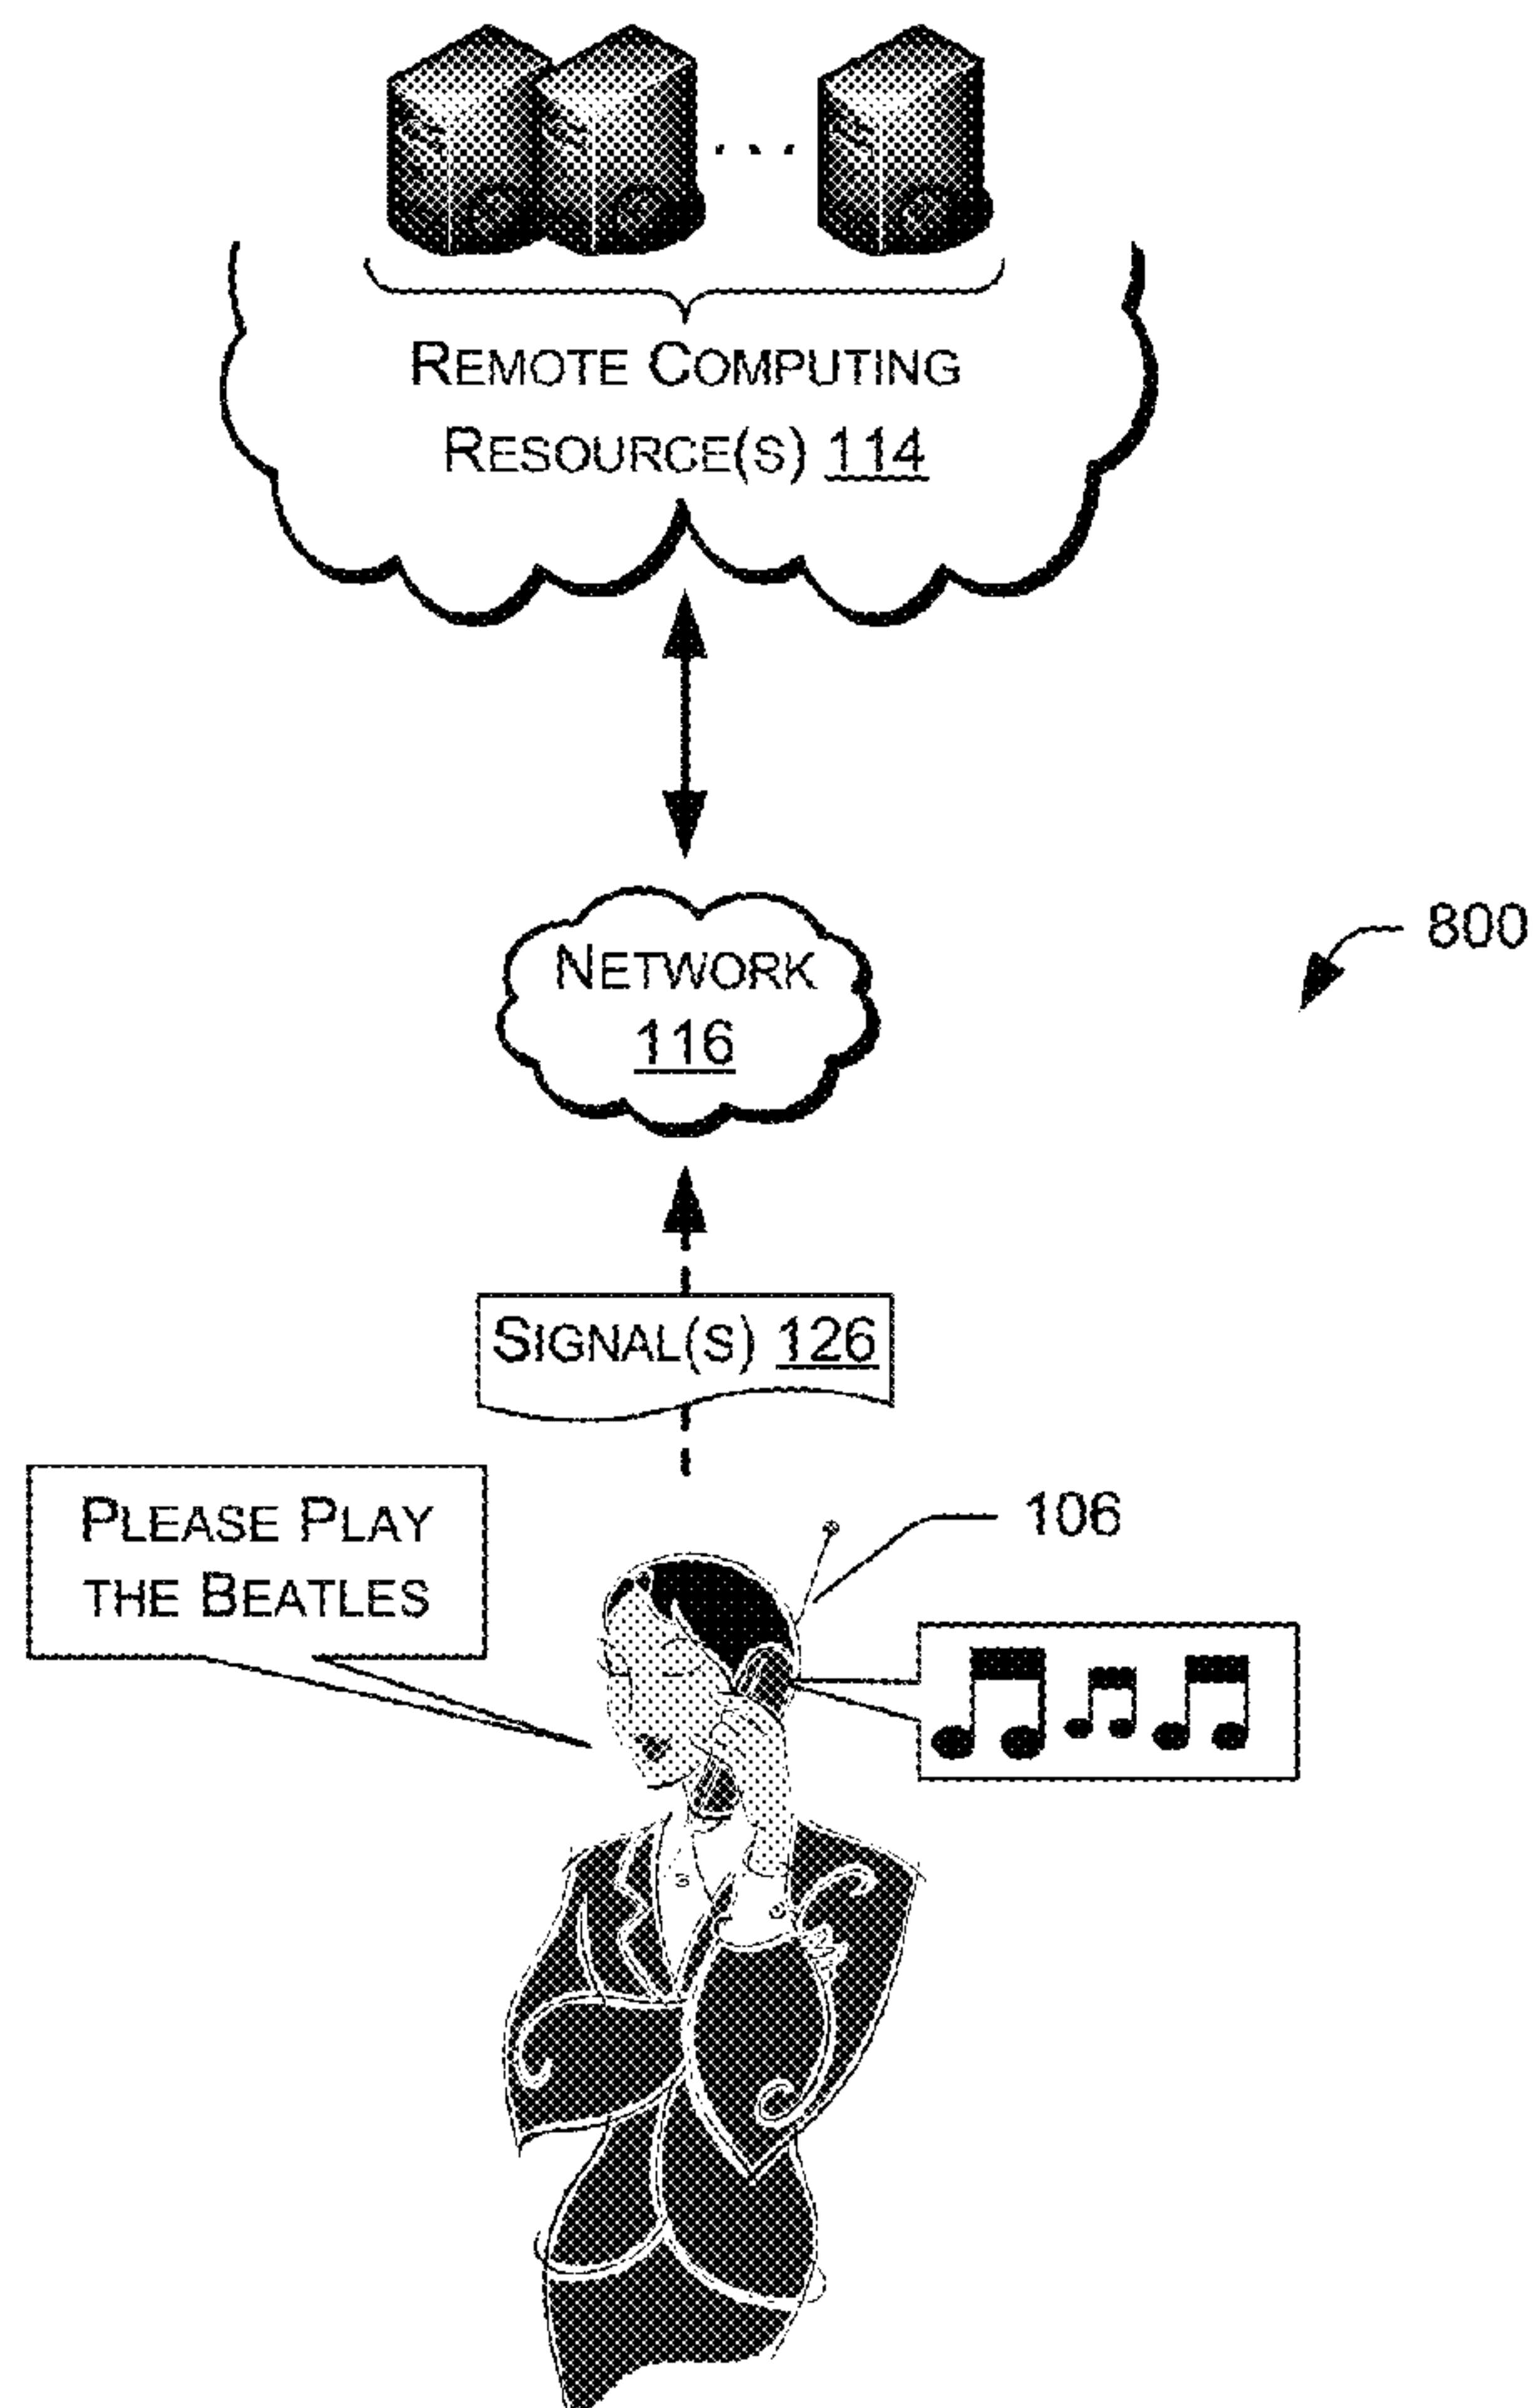 REMOTE COMPUTING
RESOURCE(S) 114
NETWORK
116
800
SIGNAL(S) 126
PLEASE PLAY
THE BEATLES
106